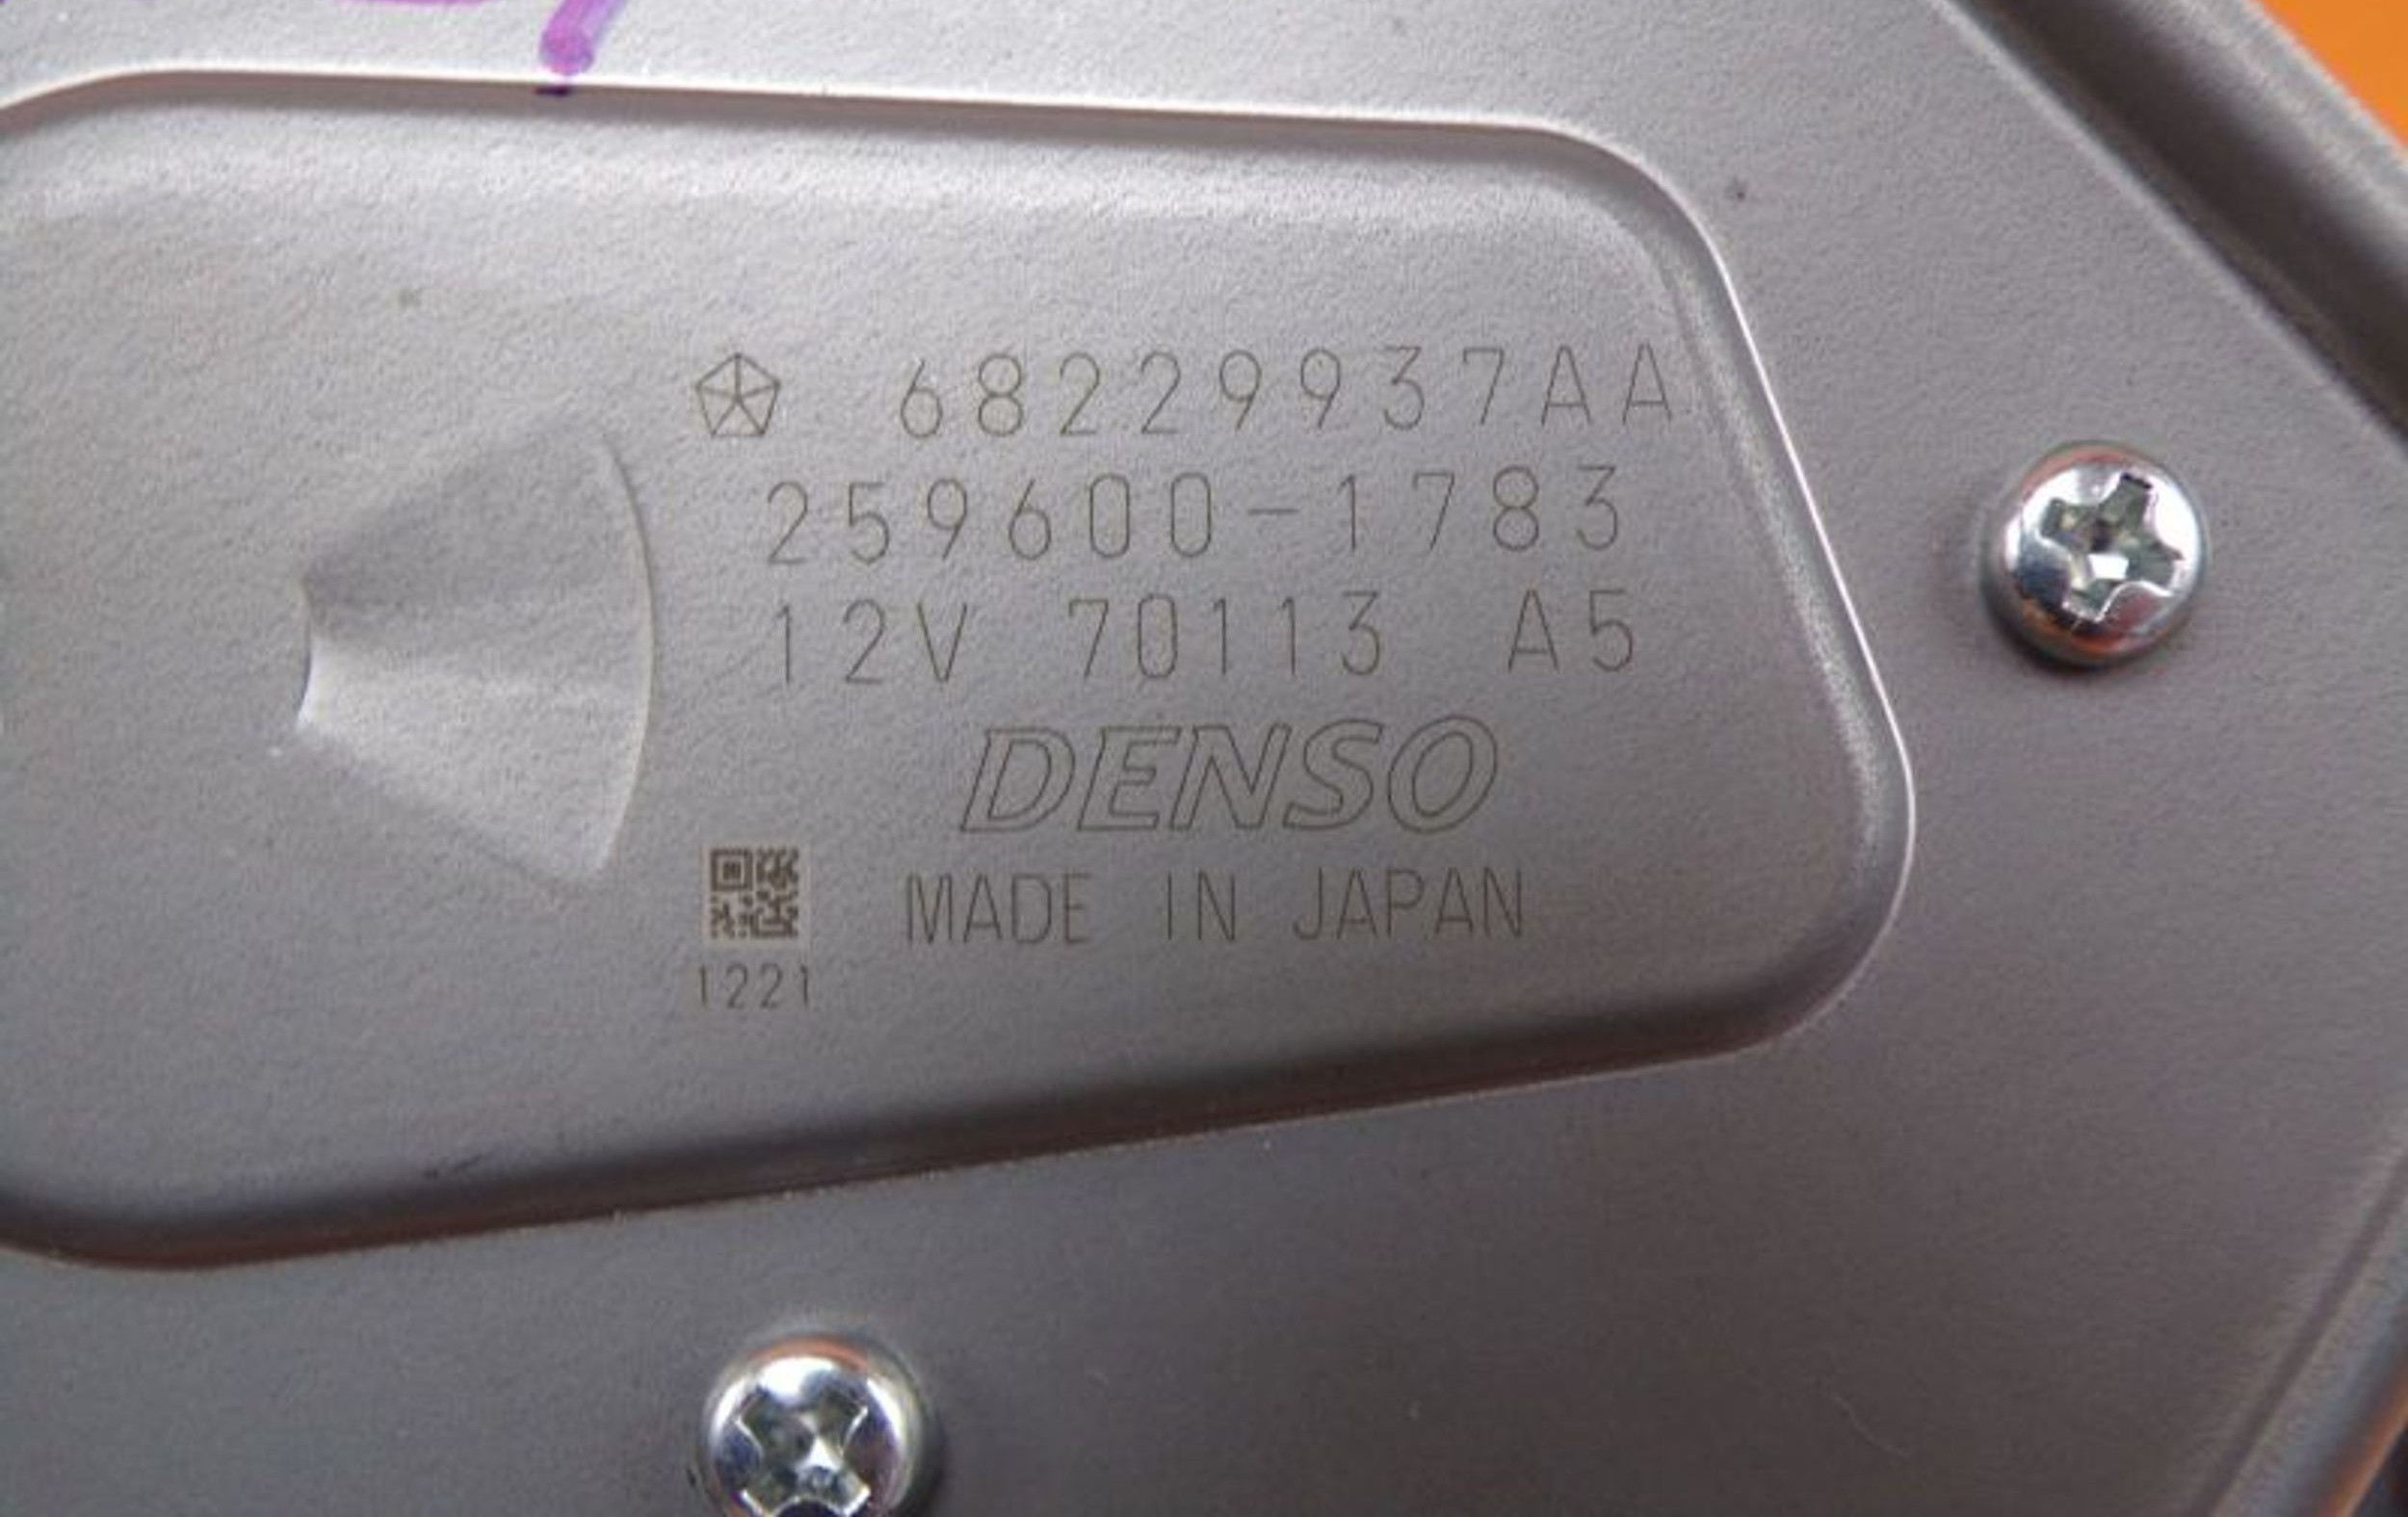 68229937AA
259600-1783
12V 70113 A5
DENSO
MADE IN JAPAN
1221